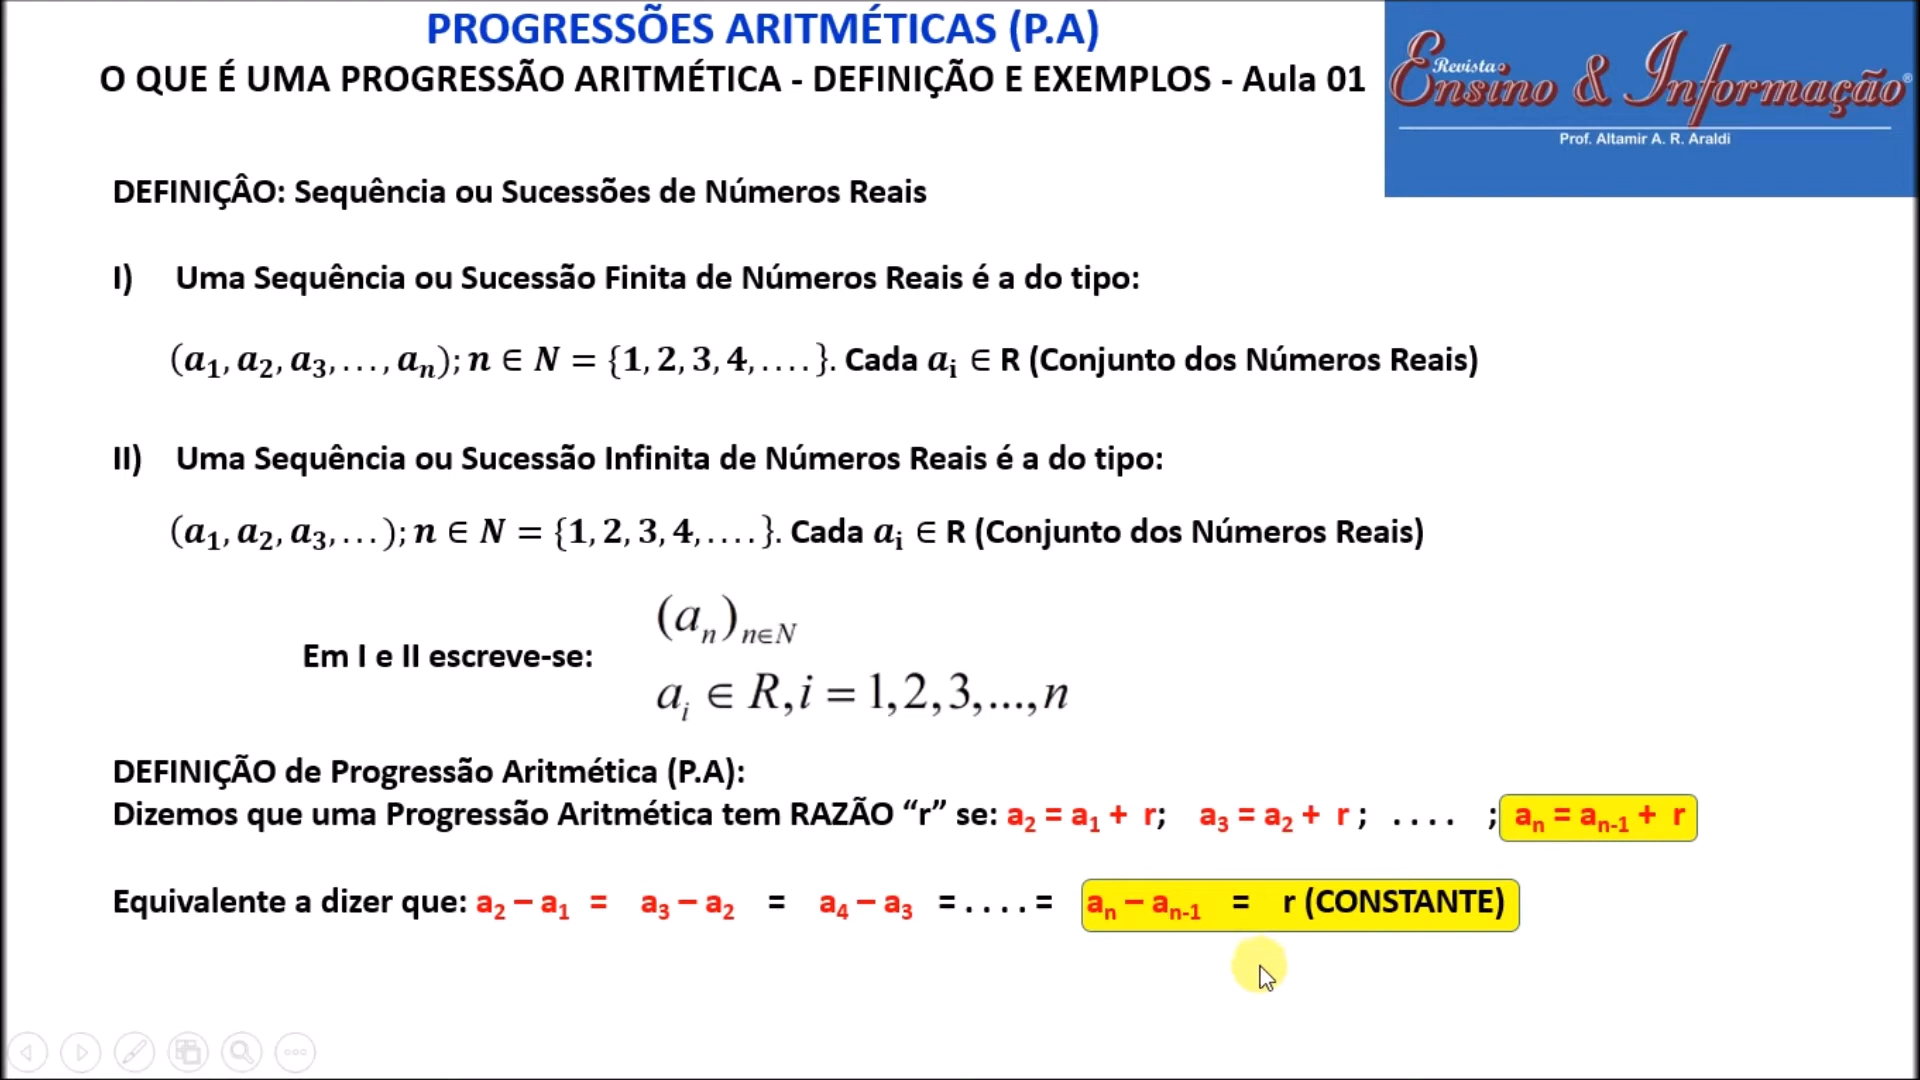 PROGRESSÕES ARITMÉTICAS (P.A)
O QUE É UMA PROGRESSÃO ARITMÉTICA - DEFINIÇÃO E EXEMPLOS - Aula 01
Revista
Ensino & Informação®
Prof. Altamir A. R. Araldi
DEFINIÇÂO: Sequência ou Sucessões de Números Reais
I) Uma Sequência ou Sucessão Finita de Números Reais é a do tipo:
(a₁, a₂, a₃, . . . , aₙ); n ∈ N = {1, 2, 3, 4, . . . . }. Cada aᵢ ∈ R (Conjunto dos Números Reais)
II) Uma Sequência ou Sucessão Infinita de Números Reais é a do tipo:
(a₁, a₂, a₃, . . . ); n ∈ N = {1, 2, 3, 4, . . . . }. Cada aᵢ ∈ R (Conjunto dos Números Reais)
(aₙ)ₙ∈N
Em I e II escreve-se:
aᵢ ∈ R, i = 1, 2, 3, ..., n
DEFINIÇÃO de Progressão Aritmética (P.A):
Dizemos que uma Progressão Aritmética tem RAZÃO “r” se: a₂ = a₁ + r; a₃ = a₂ + r ; . . . . ; aₙ = aₙ₋₁ + r
Equivalente a dizer que: a₂ – a₁ = a₃ – a₂ = a₄ – a₃ = . . . . = aₙ – aₙ₋₁ = r (CONSTANTE)